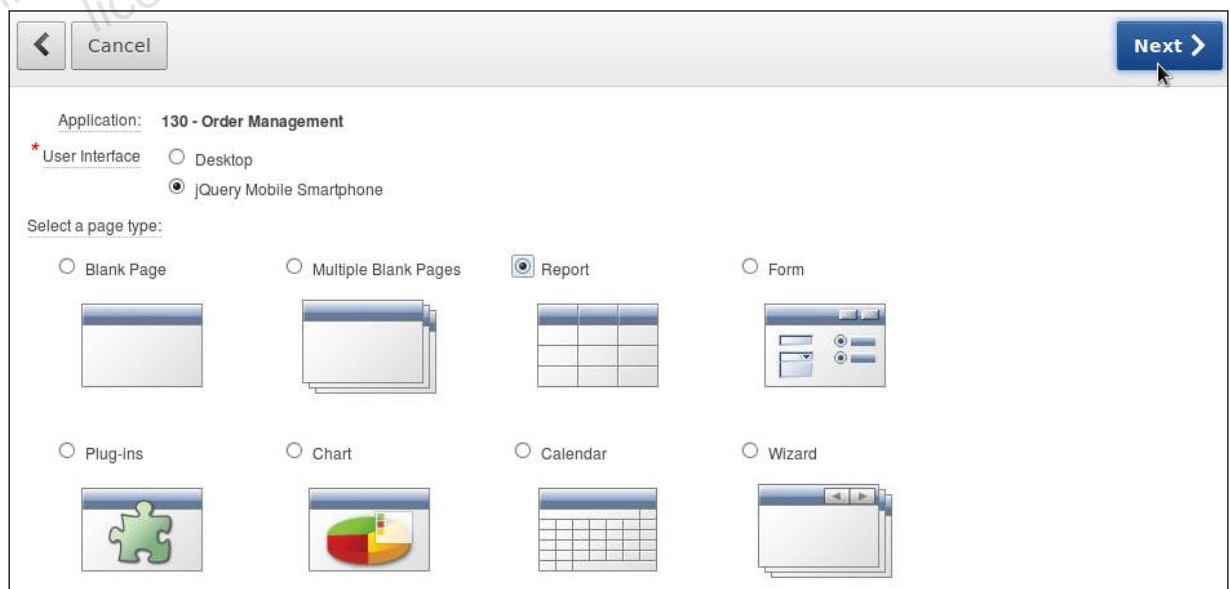 Cancel
Next
Application: 130 - Order Management
* User Interface
Desktop
jQuery Mobile Smartphone
Select a page type:
Blank Page
Multiple Blank Pages
Report
Form
Plug-ins
Chart
Calendar
Wizard